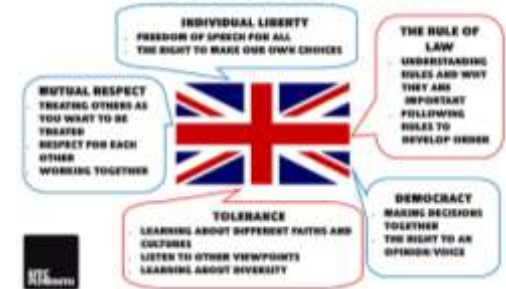 INDIVIDUAL LIBERTY
FREEDOM OF SPEECH FOR ALL
THE RIGHT TO MAKE OUR OWN CHOICES
THE RULE OF
LAW
UNDERSTANDING
RULES AND WHY
THEY ARE
IMPORTANT
FOLLOWING
RULES TO
DEVELOP ORDER
MUTUAL RESPECT
TREATING OTHERS AS
YOU WANT TO BE
TREATED
RESPECT FOR EACH
OTHER
WORKING TOGETHER
DEMOCRACY
MAKING DECISIONS
TOGETHER
THE RIGHT TO AN
OPINION/VOICE
TOLERANCE
LEARNING ABOUT DIFFERENT FAITHS AND
CULTURES
LISTEN TO OTHER VIEWPOINTS
LEARNING ABOUT DIVERSITY